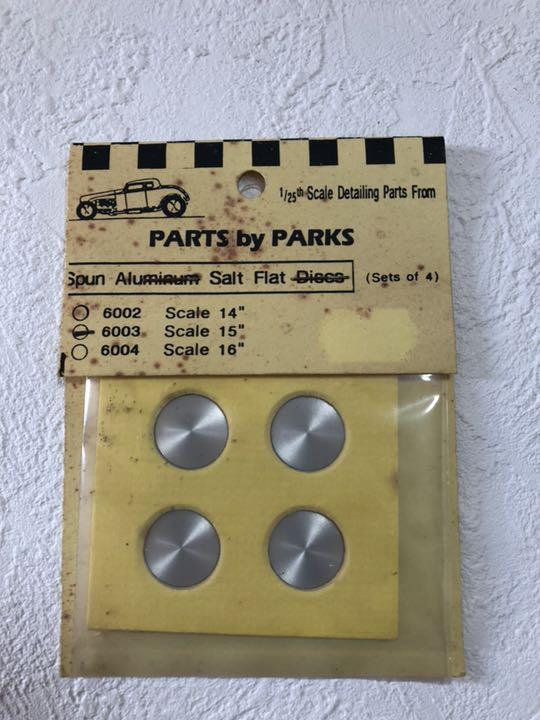 1/25th Scale Detailing Parts From
PARTS by PARKS
Spun Aluminum Salt Flat Discs (Sets of 4)
6002 Scale 14"
6003 Scale 15"
6004 Scale 16"